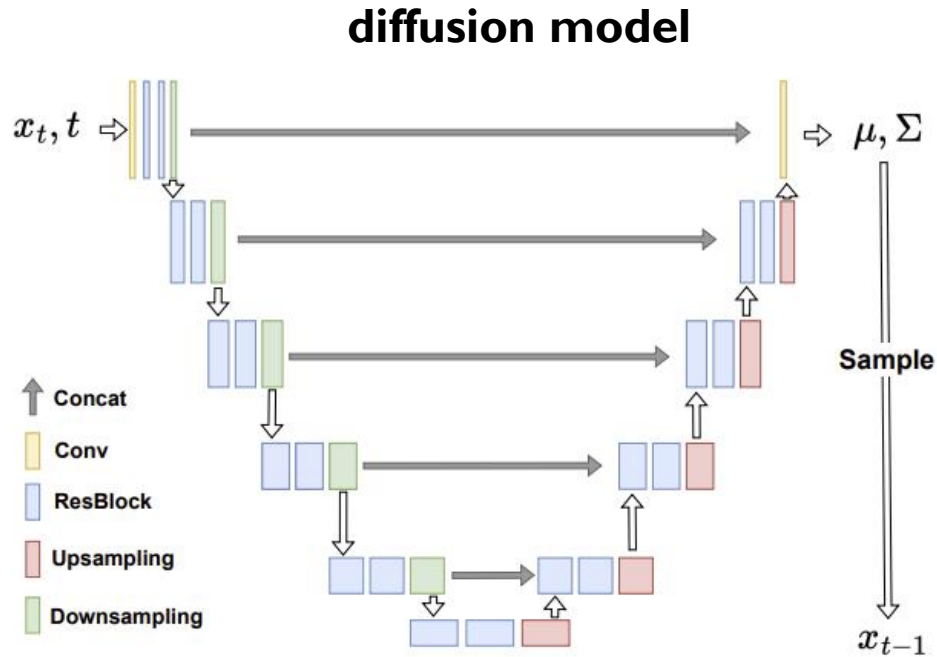 diffusion model
x_t, t
μ, Σ
Sample
x_{t-1}
Concat
Conv
ResBlock
Upsampling
Downsampling